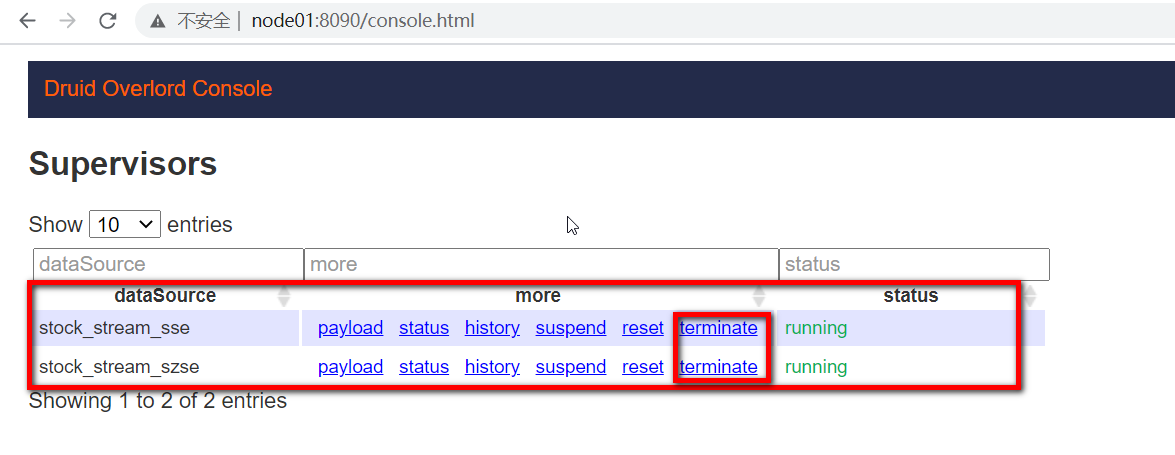 不安全 | node01:8090/console.html
Druid Overlord Console
Supervisors
Show 10 entries
dataSource more status
dataSource more status
stock_stream_sse payload status history suspend reset terminate running
stock_stream_szse payload status history suspend reset terminate running
Showing 1 to 2 of 2 entries